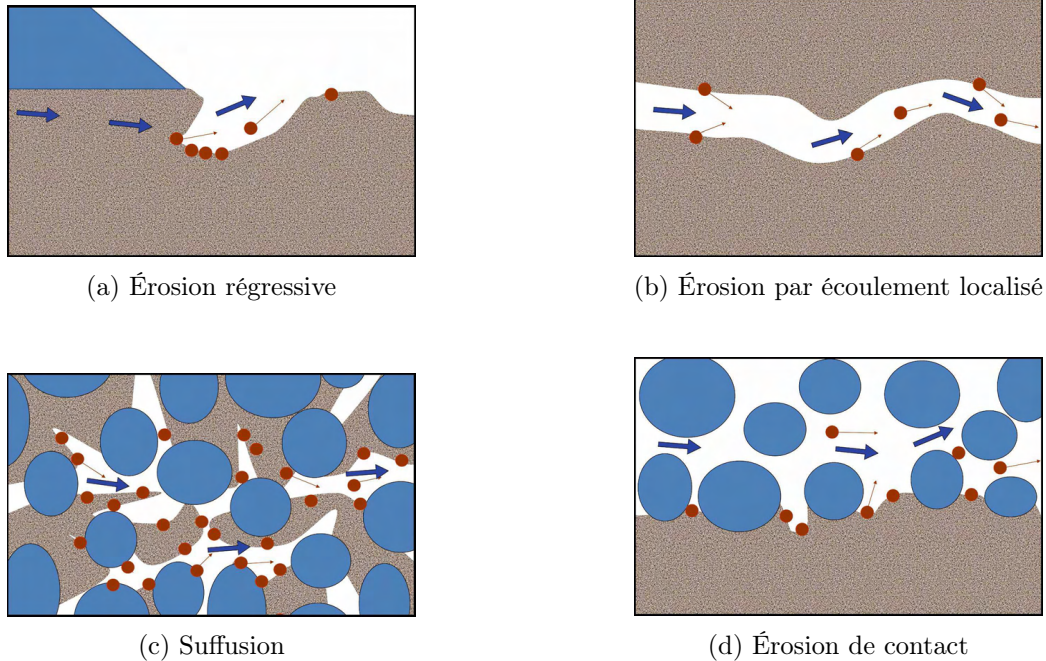 (a) Érosion régressive
(b) Érosion par écoulement localisé
(c) Suffusion
(d) Érosion de contact